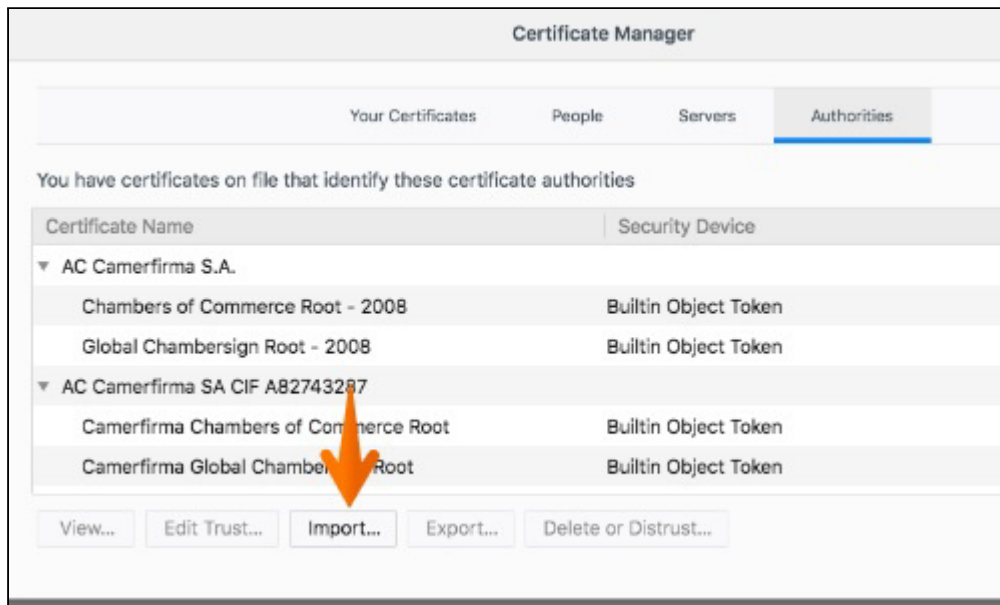 Certificate Manager
Your Certificates People Servers Authorities
You have certificates on file that identify these certificate authorities
Certificate Name Security Device
AC Camerfirma S.A.
Chambers of Commerce Root - 2008 Builtin Object Token
Global Chambersign Root - 2008 Builtin Object Token
AC Camerfirma SA CIF A82743287
Camerfirma Chambers of Commerce Root Builtin Object Token
Camerfirma Global Root Builtin Object Token
View... Edit Trust... Import... Export... Delete or Distrust...